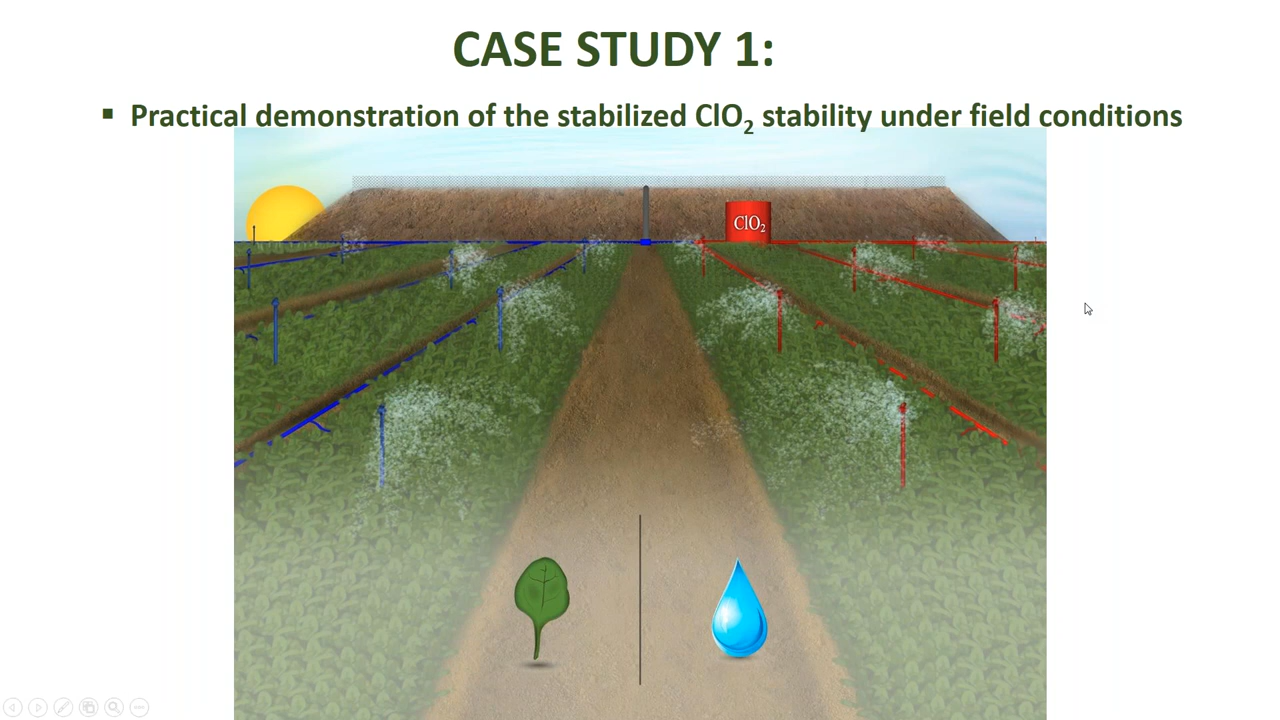 CASE STUDY 1:
▪ Practical demonstration of the stabilized ClO₂ stability under field conditions
ClO₂